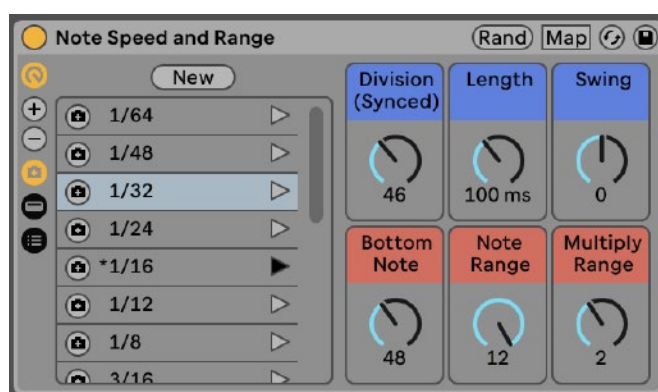 Note Speed and Range
Rand
Map
New
1/64
1/48
1/32
1/24
*1/16
1/12
1/8
3/16
Division
(Synced)
46
Length
100 ms
Swing
0
Bottom
Note
48
Note
Range
12
Multiply
Range
2